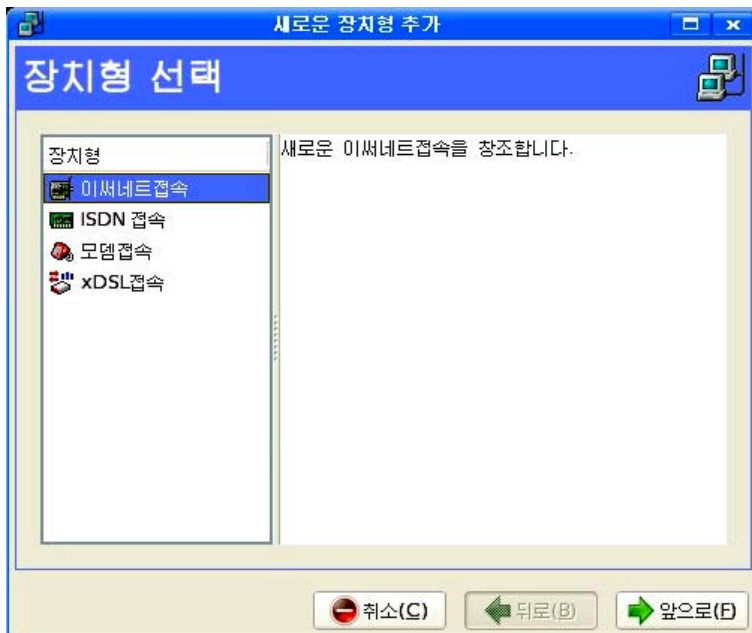 새로운 장치형 추가
장치형 선택
장치형
이써네트접속
ISDN 접속
모뎀접속
xDSL접속
새로운 이써네트접속을 창조합니다.
취소(C)
뒤로(B)
앞으로(F)